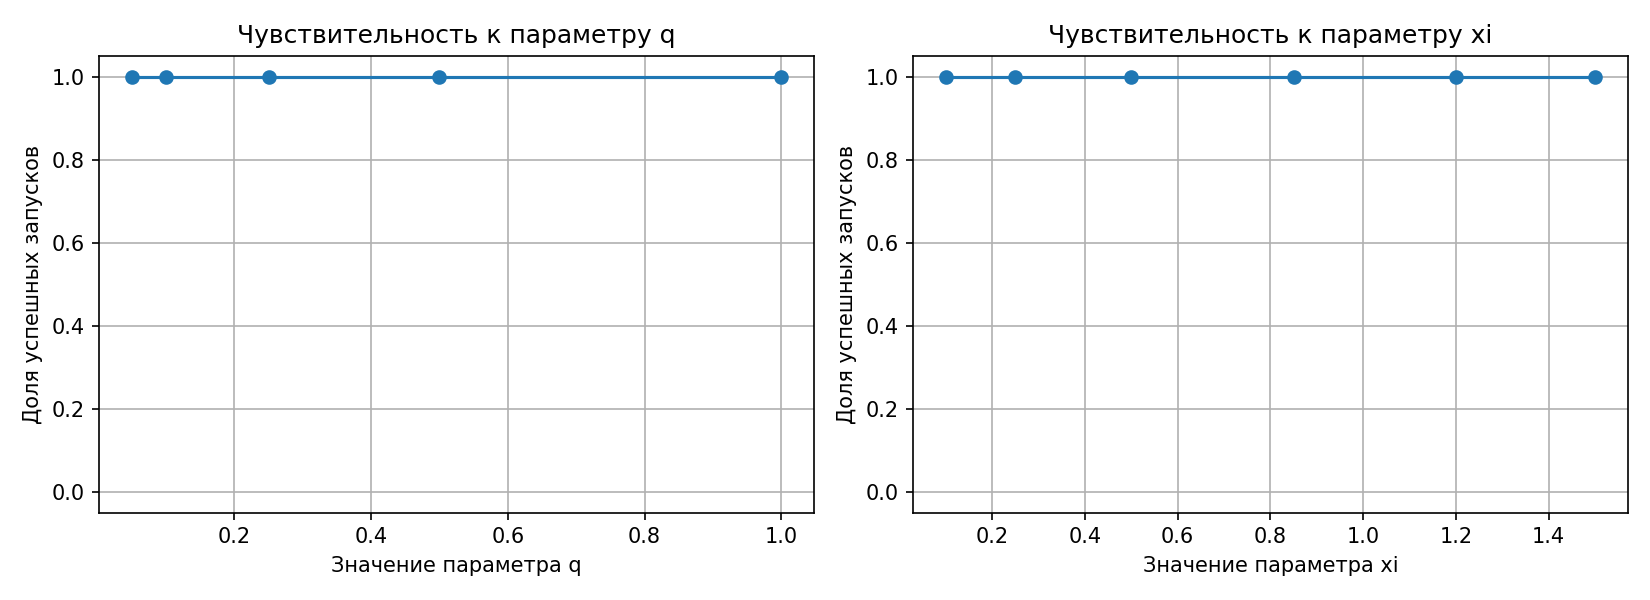 Чувствительность к параметру q
Доля успешных запусков
1.0
0.8
0.6
0.4
0.2
0.0
0.2 0.4 0.6 0.8 1.0
Значение параметра q
Чувствительность к параметру xi
Доля успешных запусков
1.0
0.8
0.6
0.4
0.2
0.0
0.2 0.4 0.6 0.8 1.0 1.2 1.4
Значение параметра xi